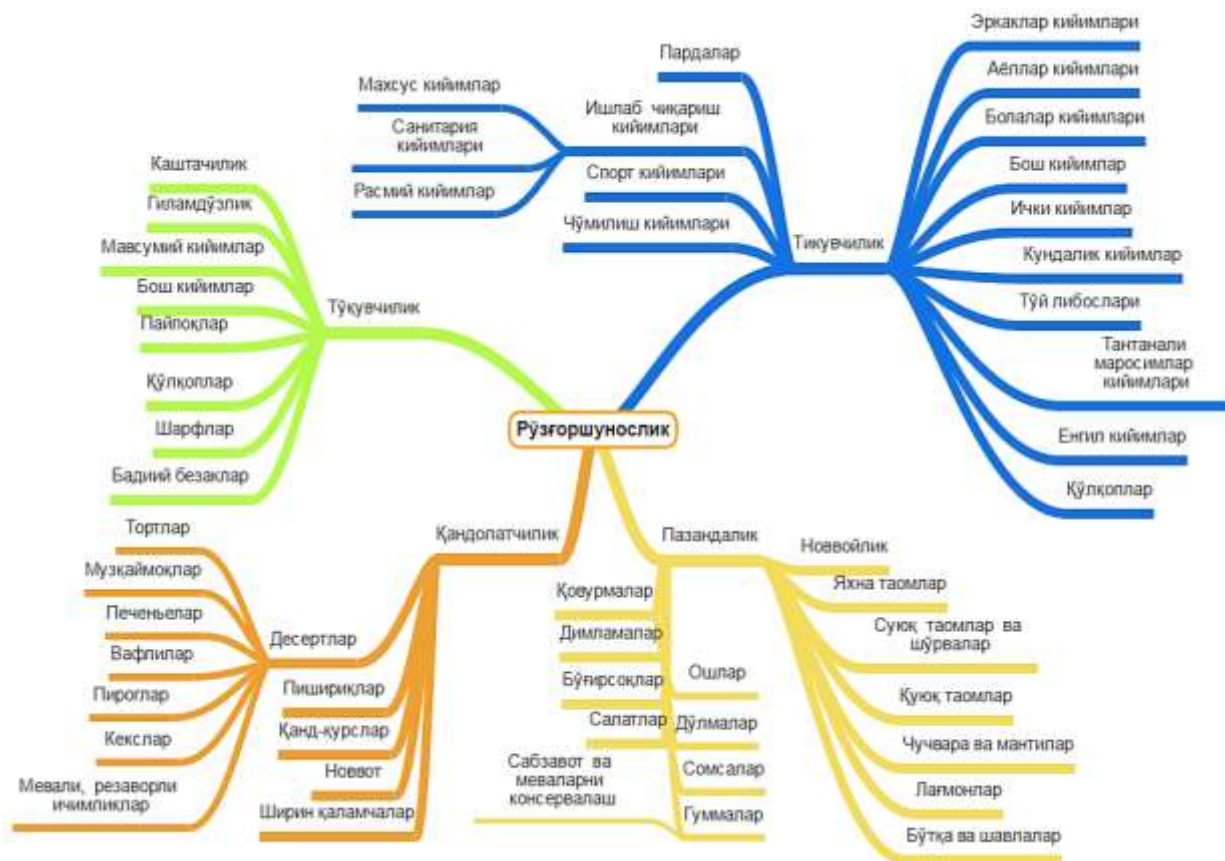 Эркаклар кийимлари
Аёллар кийимлари
Болалар кийимлари
Бош кийимлар
Ички кийимлар
Кундалик кийимлар
Тўй либослари
Тантанали
маросимлар
кийимлари
Енгил кийимлар
Қўлқоплар
Пардалар
Ишлаб чиқариш
кийимлари
Махсус кийимлар
Санитария
кийимлари
Расмий кийимлар
Спорт кийимлари
Чўмилиш кийимлари
Тикувчилик
Каштачилик
Гиламдўзлик
Мавсумий кийимлар
Бош кийимлар
Пайпоқлар
Қўлқоплар
Шарфлар
Бадиий безаклар
Тўқувчилик
Рўзғоршунослик
Қандолатчилик
Десертлар
Тортлар
Музқаймоқлар
Печеньелар
Вафлилар
Пироглар
Кекслар
Мевали, резаворли
ичимликлар
Пишириқлар
Қанд-қурслар
Новвот
Ширин қаламчалар
Пазандалик
Новвойлик
Яхна таомлар
Суюқ таомлар ва
шўрвалар
Қуюқ таомлар
Чучвара ва мантилар
Лағмонлар
Бўтқа ва шавлалар
Қовурмалар
Димламалар
Бўғирсоқлар
Салатлар
Сабзавот ва
меваларни
консервалаш
Ошлар
Дўлмалар
Сомсалар
Гуммалар